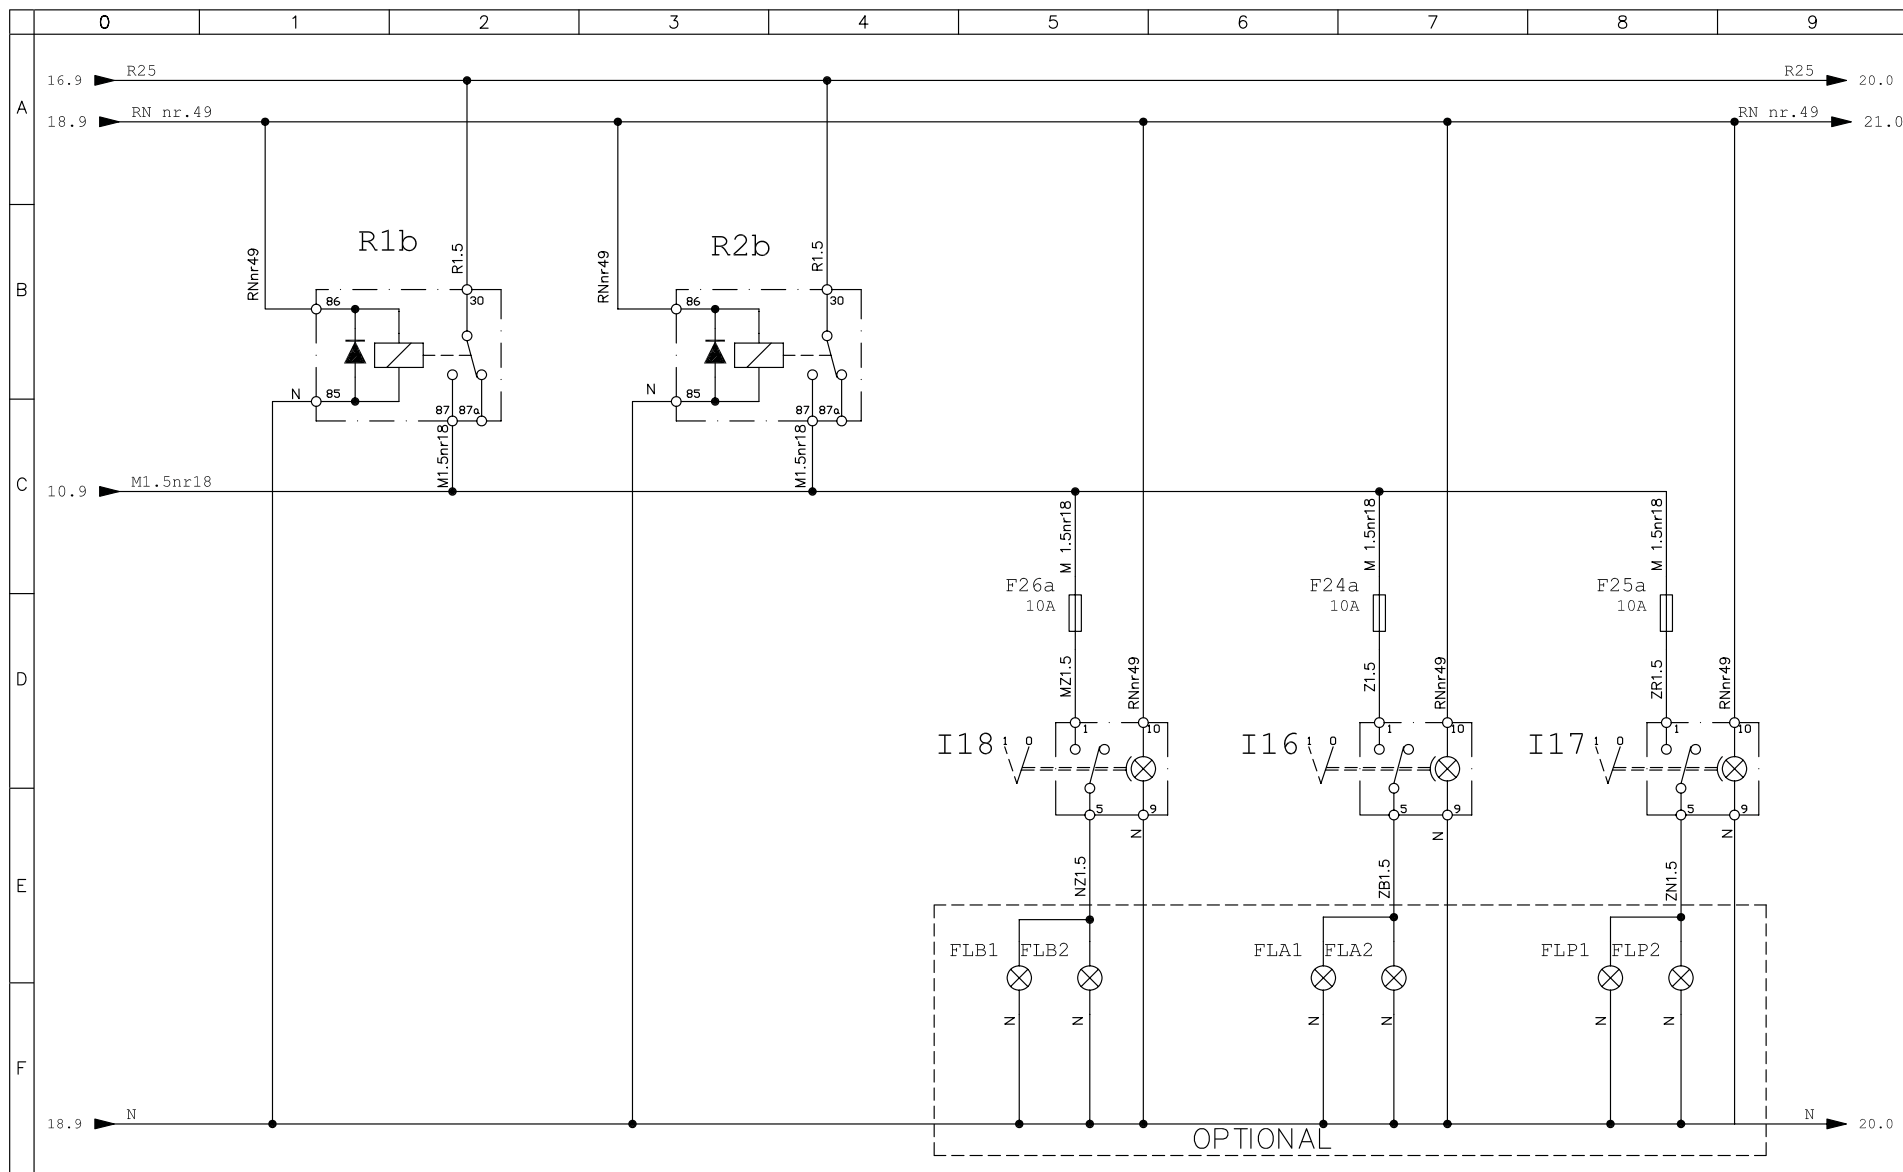 0 1 2 3 4 5 6 7 8 9
R25 R25
16.9 20.0
A
RN nr.49 RN nr.49
18.9 21.0
R1b R2b
RNnr49 R1.5 RNnr49 R1.5
B
86 30 86 30
N 85 N 85
87 87a 87 87a
M1.5nr18 M1.5nr18
C
10.9 M1.5nr18
M 1.5nr18 M 1.5nr18 M 1.5nr18
F26a F24a F25a
10A 10A 10A
D
MZ1.5 RNnr49 Z1.5 RNnr49 ZR1.5 RNnr49
1 10 1 10 1 10
I18 1 0 I16 1 0 I17 1 0
5 9 5 9 5 9
N N N
E
NZ1.5 ZB1.5 ZN1.5
FLB1 FLB2 FLA1 FLA2 FLP1 FLP2
N N N N N N
F
N N
18.9 20.0
OPTIONAL